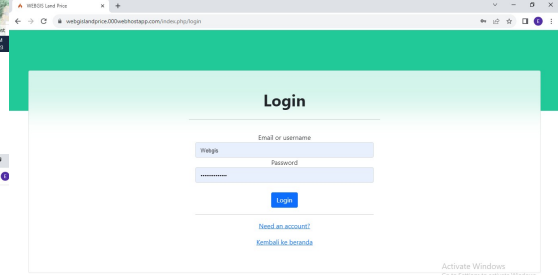 WEBGIS Land Price
webgislandprice.000webhostapp.com/index.php/login
Login
Email or username
Webgis
Password
Login
Need an account?
Kembali ke beranda
Activate Windows